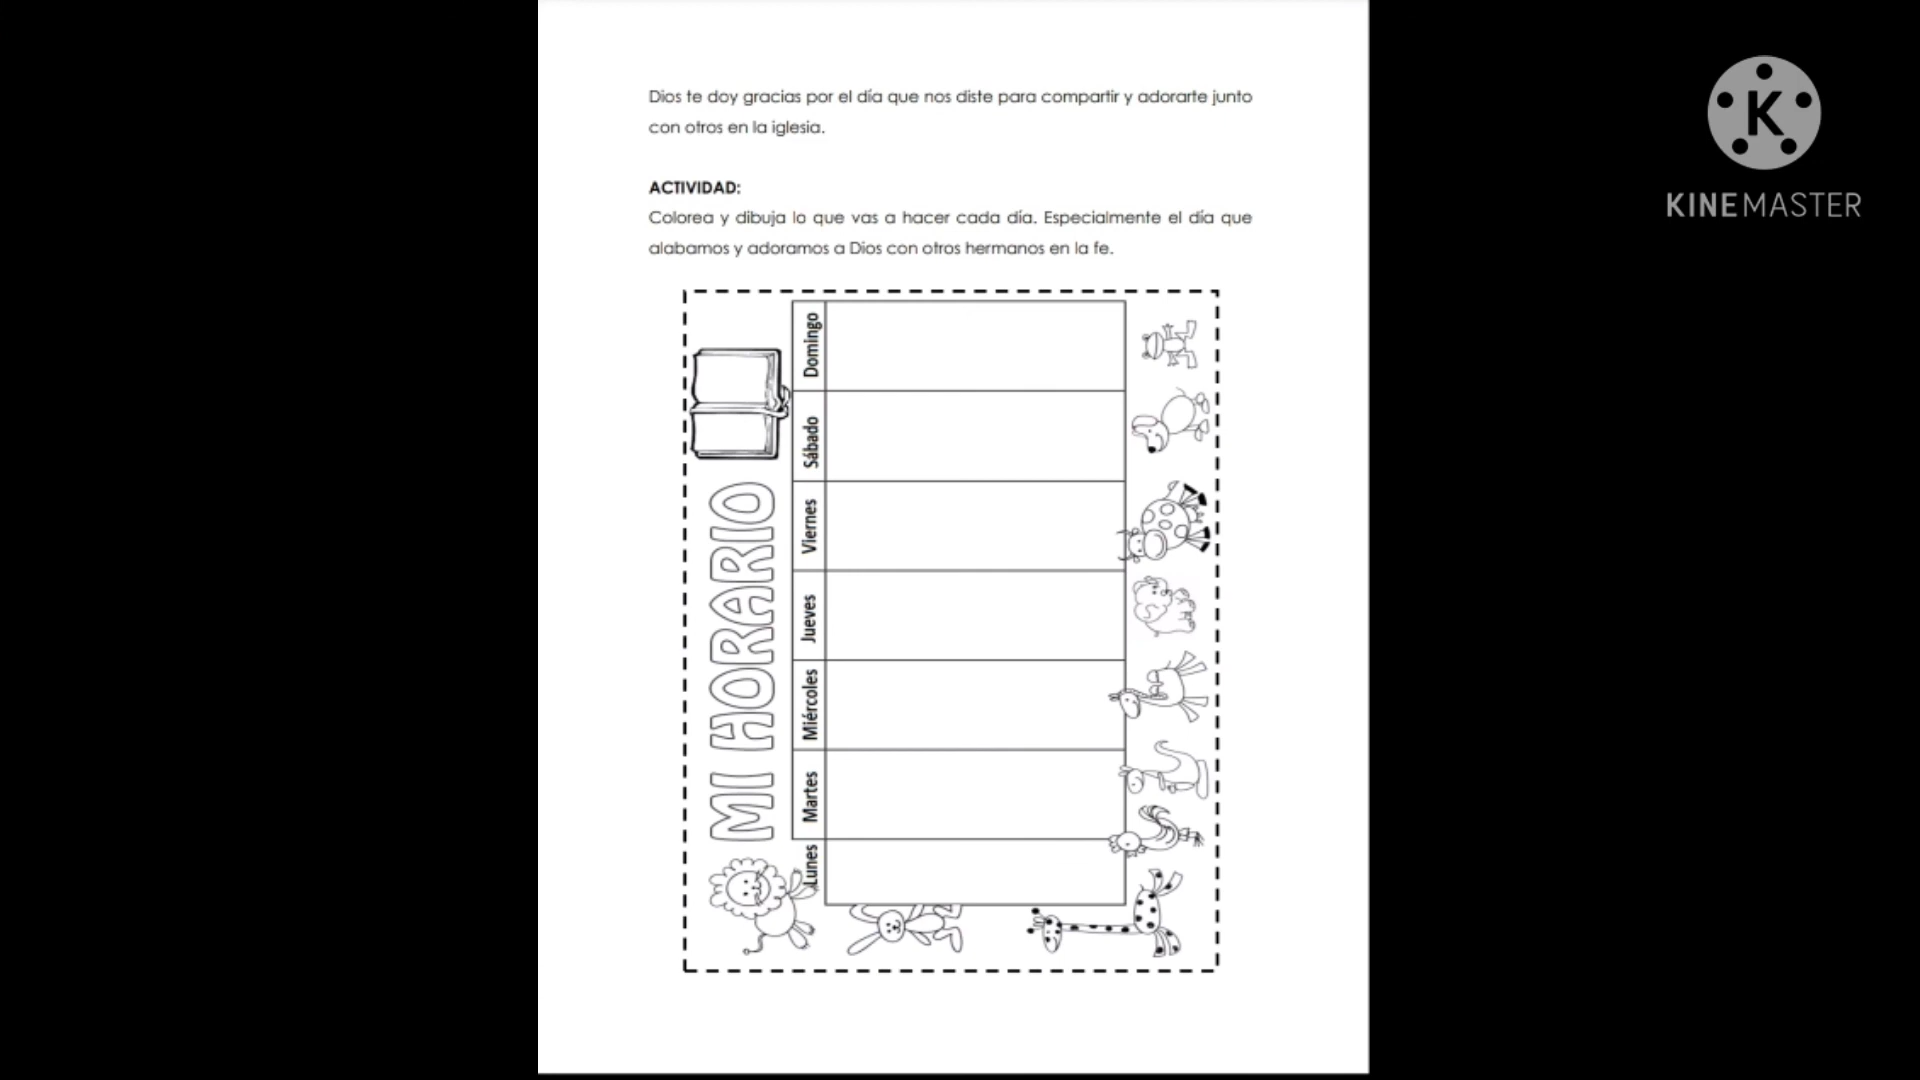 Dios te doy gracias por el día que nos diste para compartir y adorarte junto
con otros en la iglesia.
ACTIVIDAD:
Colorea y dibuja lo que vas a hacer cada día. Especialmente el día que
alabamos y adoramos a Dios con otros hermanos en la fe.
MI HORARIO
Lunes
Martes
Miércoles
Jueves
Viernes
Sábado
Domingo
K
KINEMASTER